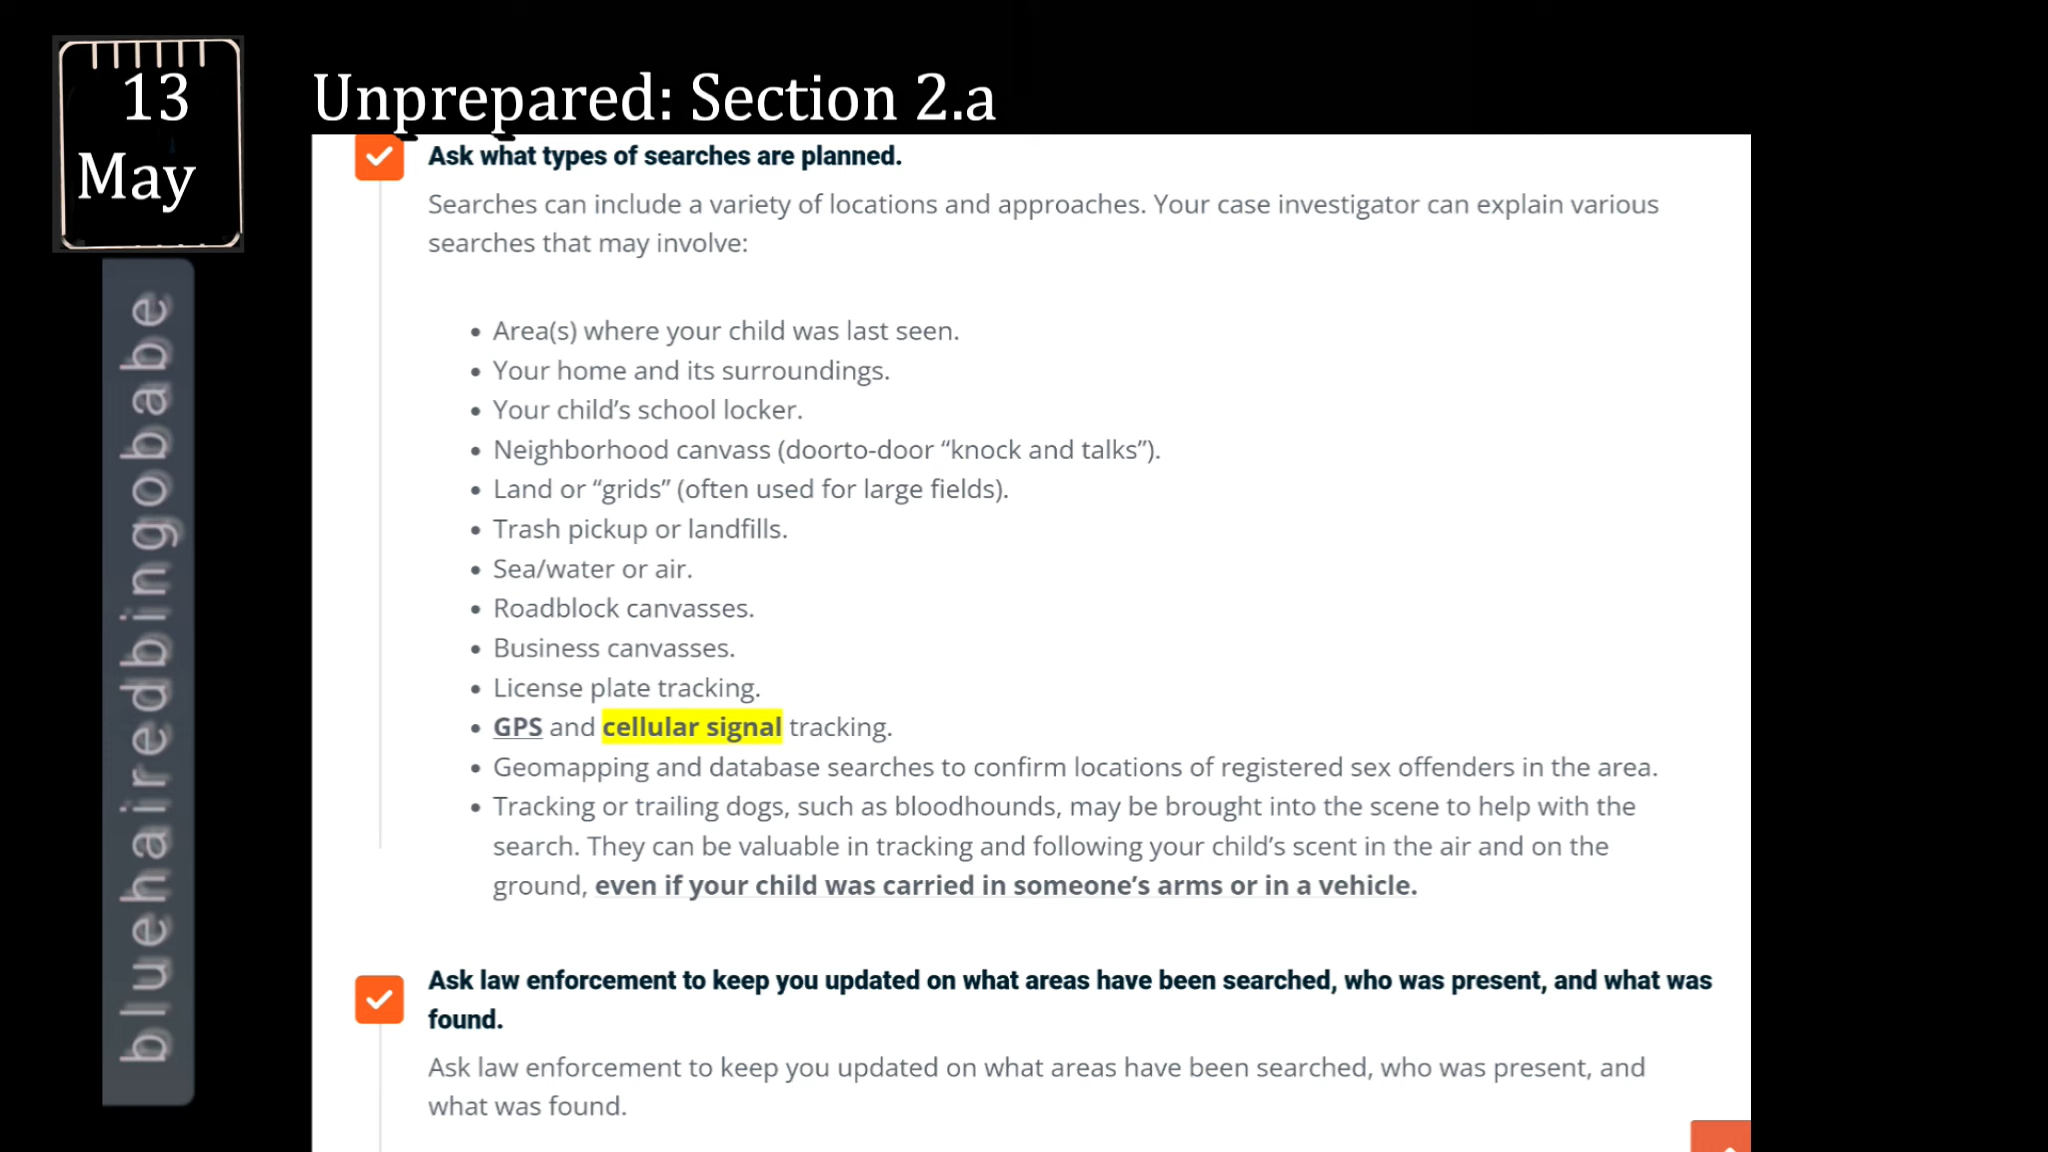 13
May
Unprepared: Section 2.a
bluehairedbingobabe
Ask what types of searches are planned.
Searches can include a variety of locations and approaches. Your case investigator can explain various
searches that may involve:
• Area(s) where your child was last seen.
• Your home and its surroundings.
• Your child’s school locker.
• Neighborhood canvass (doorto-door “knock and talks”).
• Land or “grids” (often used for large fields).
• Trash pickup or landfills.
• Sea/water or air.
• Roadblock canvasses.
• Business canvasses.
• License plate tracking.
• GPS and cellular signal tracking.
• Geomapping and database searches to confirm locations of registered sex offenders in the area.
• Tracking or trailing dogs, such as bloodhounds, may be brought into the scene to help with the
search. They can be valuable in tracking and following your child’s scent in the air and on the
ground, even if your child was carried in someone’s arms or in a vehicle.
Ask law enforcement to keep you updated on what areas have been searched, who was present, and what was
found.
Ask law enforcement to keep you updated on what areas have been searched, who was present, and
what was found.